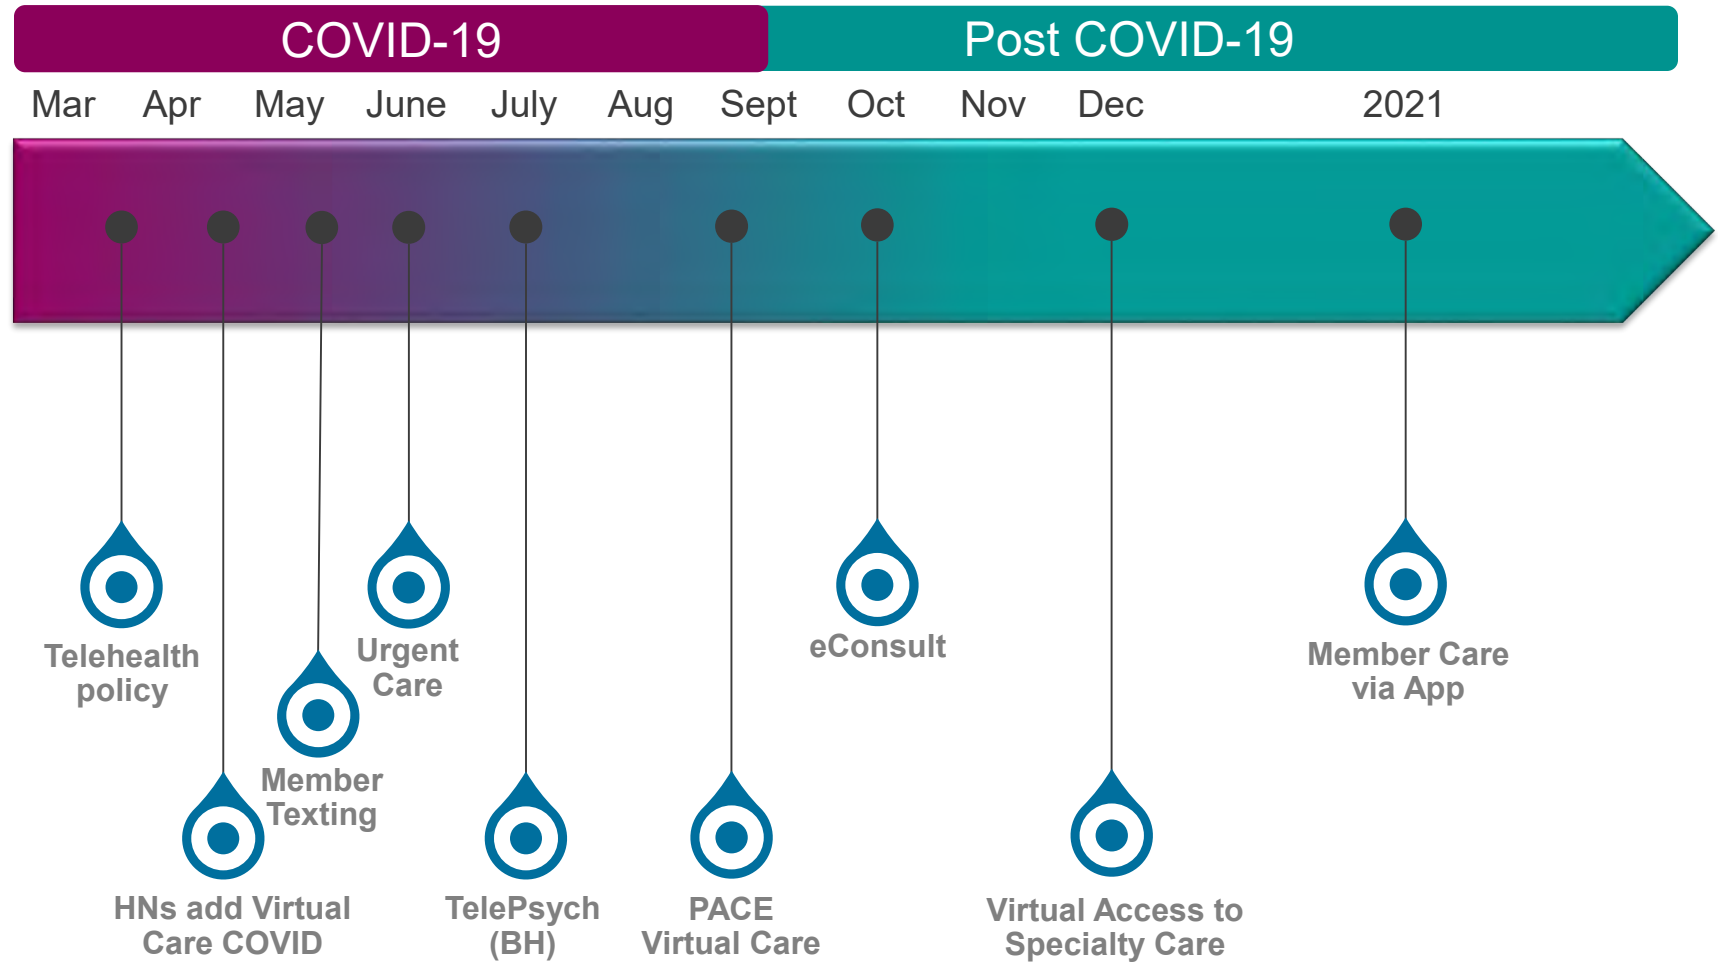 COVID-19
Post COVID-19
Mar Apr May June July Aug Sept Oct Nov Dec 2021
Telehealth
policy
HNs add Virtual
Care COVID
Member
Texting
Urgent
Care
TelePsych
(BH)
PACE
Virtual Care
eConsult
Virtual Access to
Specialty Care
Member Care
via App